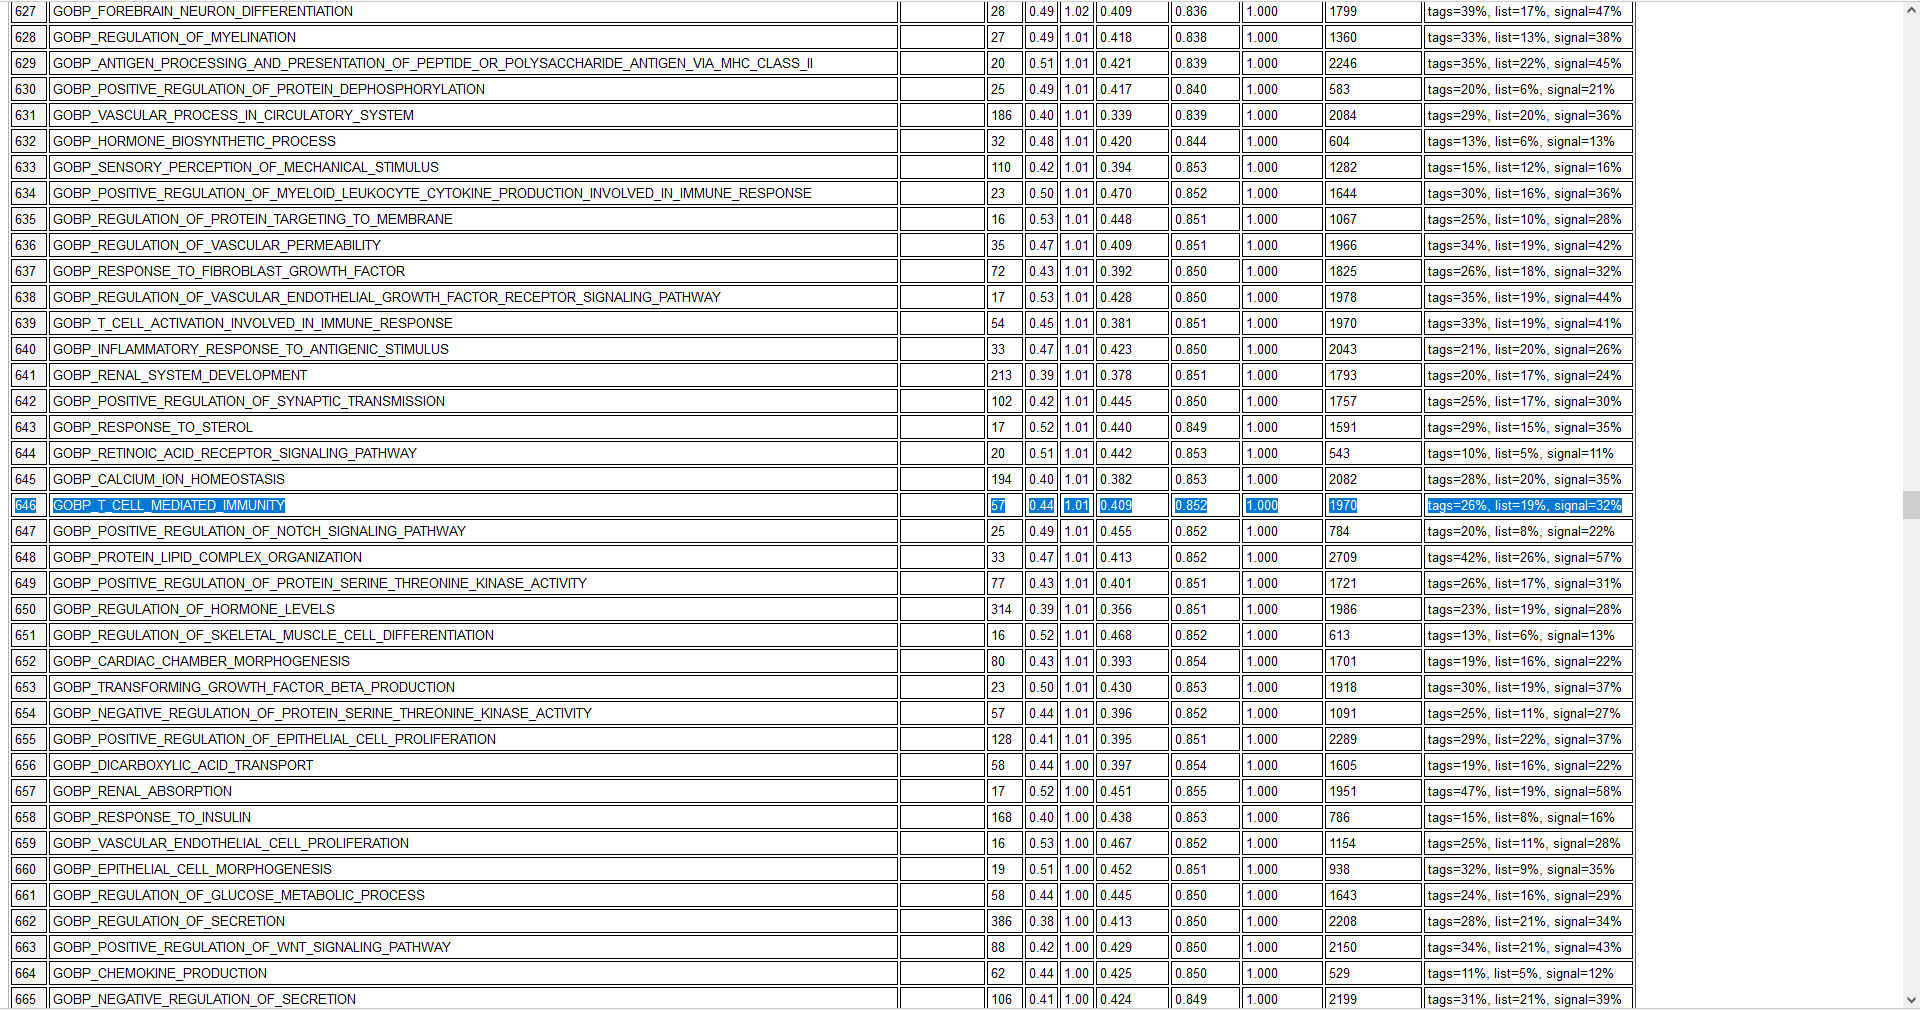 627 GOBP_FOREBRAIN_NEURON_DIFFERENTIATION 28 0.49 1.02 0.409 0.836 1.000 1799 tags=39%, list=17%, signal=47%
628 GOBP_REGULATION_OF_MYELINATION 27 0.49 1.01 0.418 0.838 1.000 1360 tags=33%, list=13%, signal=38%
629 GOBP_ANTIGEN_PROCESSING_AND_PRESENTATION_OF_PEPTIDE_OR_POLYSACCHARIDE_ANTIGEN_VIA_MHC_CLASS_II 20 0.51 1.01 0.421 0.839 1.000 2246 tags=35%, list=22%, signal=45%
630 GOBP_POSITIVE_REGULATION_OF_PROTEIN_DEPHOSPHORYLATION 25 0.49 1.01 0.417 0.840 1.000 583 tags=20%, list=6%, signal=21%
631 GOBP_VASCULAR_PROCESS_IN_CIRCULATORY_SYSTEM 186 0.40 1.01 0.339 0.839 1.000 2084 tags=29%, list=20%, signal=36%
632 GOBP_HORMONE_BIOSYNTHETIC_PROCESS 32 0.48 1.01 0.420 0.844 1.000 604 tags=13%, list=6%, signal=13%
633 GOBP_SENSORY_PERCEPTION_OF_MECHANICAL_STIMULUS 110 0.42 1.01 0.394 0.853 1.000 1282 tags=15%, list=12%, signal=16%
634 GOBP_POSITIVE_REGULATION_OF_MYELOID_LEUKOCYTE_CYTOKINE_PRODUCTION_INVOLVED_IN_IMMUNE_RESPONSE 23 0.50 1.01 0.470 0.852 1.000 1644 tags=30%, list=16%, signal=36%
635 GOBP_REGULATION_OF_PROTEIN_TARGETING_TO_MEMBRANE 16 0.53 1.01 0.448 0.851 1.000 1067 tags=25%, list=10%, signal=28%
636 GOBP_REGULATION_OF_VASCULAR_PERMEABILITY 35 0.47 1.01 0.409 0.851 1.000 1966 tags=34%, list=19%, signal=42%
637 GOBP_RESPONSE_TO_FIBROBLAST_GROWTH_FACTOR 72 0.43 1.01 0.392 0.850 1.000 1825 tags=26%, list=18%, signal=32%
638 GOBP_REGULATION_OF_VASCULAR_ENDOTHELIAL_GROWTH_FACTOR_RECEPTOR_SIGNALING_PATHWAY 17 0.53 1.01 0.428 0.850 1.000 1978 tags=35%, list=19%, signal=44%
639 GOBP_T_CELL_ACTIVATION_INVOLVED_IN_IMMUNE_RESPONSE 54 0.45 1.01 0.381 0.851 1.000 1970 tags=33%, list=19%, signal=41%
640 GOBP_INFLAMMATORY_RESPONSE_TO_ANTIGENIC_STIMULUS 33 0.47 1.01 0.423 0.850 1.000 2043 tags=21%, list=20%, signal=26%
641 GOBP_RENAL_SYSTEM_DEVELOPMENT 213 0.39 1.01 0.378 0.851 1.000 1793 tags=20%, list=17%, signal=24%
642 GOBP_POSITIVE_REGULATION_OF_SYNAPTIC_TRANSMISSION 102 0.42 1.01 0.445 0.850 1.000 1757 tags=25%, list=17%, signal=30%
643 GOBP_RESPONSE_TO_STEROL 17 0.52 1.01 0.440 0.849 1.000 1591 tags=29%, list=15%, signal=35%
644 GOBP_RETINOIC_ACID_RECEPTOR_SIGNALING_PATHWAY 20 0.51 1.01 0.442 0.853 1.000 543 tags=10%, list=5%, signal=11%
645 GOBP_CALCIUM_ION_HOMEOSTASIS 194 0.40 1.01 0.382 0.853 1.000 2082 tags=28%, list=20%, signal=35%
646 GOBP_T_CELL_MEDIATED_IMMUNITY 57 0.44 1.01 0.409 0.852 1.000 1970 tags=26%, list=19%, signal=32%
647 GOBP_POSITIVE_REGULATION_OF_NOTCH_SIGNALING_PATHWAY 25 0.49 1.01 0.455 0.852 1.000 784 tags=20%, list=8%, signal=22%
648 GOBP_PROTEIN_LIPID_COMPLEX_ORGANIZATION 33 0.47 1.01 0.413 0.852 1.000 2709 tags=42%, list=26%, signal=57%
649 GOBP_POSITIVE_REGULATION_OF_PROTEIN_SERINE_THREONINE_KINASE_ACTIVITY 77 0.43 1.01 0.401 0.851 1.000 1721 tags=26%, list=17%, signal=31%
650 GOBP_REGULATION_OF_HORMONE_LEVELS 314 0.39 1.01 0.356 0.851 1.000 1986 tags=23%, list=19%, signal=28%
651 GOBP_REGULATION_OF_SKELETAL_MUSCLE_CELL_DIFFERENTIATION 16 0.52 1.01 0.468 0.852 1.000 613 tags=13%, list=6%, signal=13%
652 GOBP_CARDIAC_CHAMBER_MORPHOGENESIS 80 0.43 1.01 0.393 0.854 1.000 1701 tags=19%, list=16%, signal=22%
653 GOBP_TRANSFORMING_GROWTH_FACTOR_BETA_PRODUCTION 23 0.50 1.01 0.430 0.853 1.000 1918 tags=30%, list=19%, signal=37%
654 GOBP_NEGATIVE_REGULATION_OF_PROTEIN_SERINE_THREONINE_KINASE_ACTIVITY 57 0.44 1.01 0.396 0.852 1.000 1091 tags=25%, list=11%, signal=27%
655 GOBP_POSITIVE_REGULATION_OF_EPITHELIAL_CELL_PROLIFERATION 128 0.41 1.01 0.395 0.851 1.000 2289 tags=29%, list=22%, signal=37%
656 GOBP_DICARBOXYLIC_ACID_TRANSPORT 58 0.44 1.00 0.397 0.854 1.000 1605 tags=19%, list=16%, signal=22%
657 GOBP_RENAL_ABSORPTION 17 0.52 1.00 0.451 0.855 1.000 1951 tags=47%, list=19%, signal=58%
658 GOBP_RESPONSE_TO_INSULIN 168 0.40 1.00 0.438 0.853 1.000 786 tags=15%, list=8%, signal=16%
659 GOBP_VASCULAR_ENDOTHELIAL_CELL_PROLIFERATION 16 0.53 1.00 0.467 0.852 1.000 1154 tags=25%, list=11%, signal=28%
660 GOBP_EPITHELIAL_CELL_MORPHOGENESIS 19 0.51 1.00 0.452 0.851 1.000 938 tags=32%, list=9%, signal=35%
661 GOBP_REGULATION_OF_GLUCOSE_METABOLIC_PROCESS 58 0.44 1.00 0.445 0.850 1.000 1643 tags=24%, list=16%, signal=29%
662 GOBP_REGULATION_OF_SECRETION 386 0.38 1.00 0.413 0.850 1.000 2208 tags=28%, list=21%, signal=34%
663 GOBP_POSITIVE_REGULATION_OF_WNT_SIGNALING_PATHWAY 88 0.42 1.00 0.429 0.850 1.000 2150 tags=34%, list=21%, signal=43%
664 GOBP_CHEMOKINE_PRODUCTION 62 0.44 1.00 0.425 0.850 1.000 529 tags=11%, list=5%, signal=12%
665 GOBP_NEGATIVE_REGULATION_OF_SECRETION 106 0.41 1.00 0.424 0.849 1.000 2199 tags=31%, list=21%, signal=39%